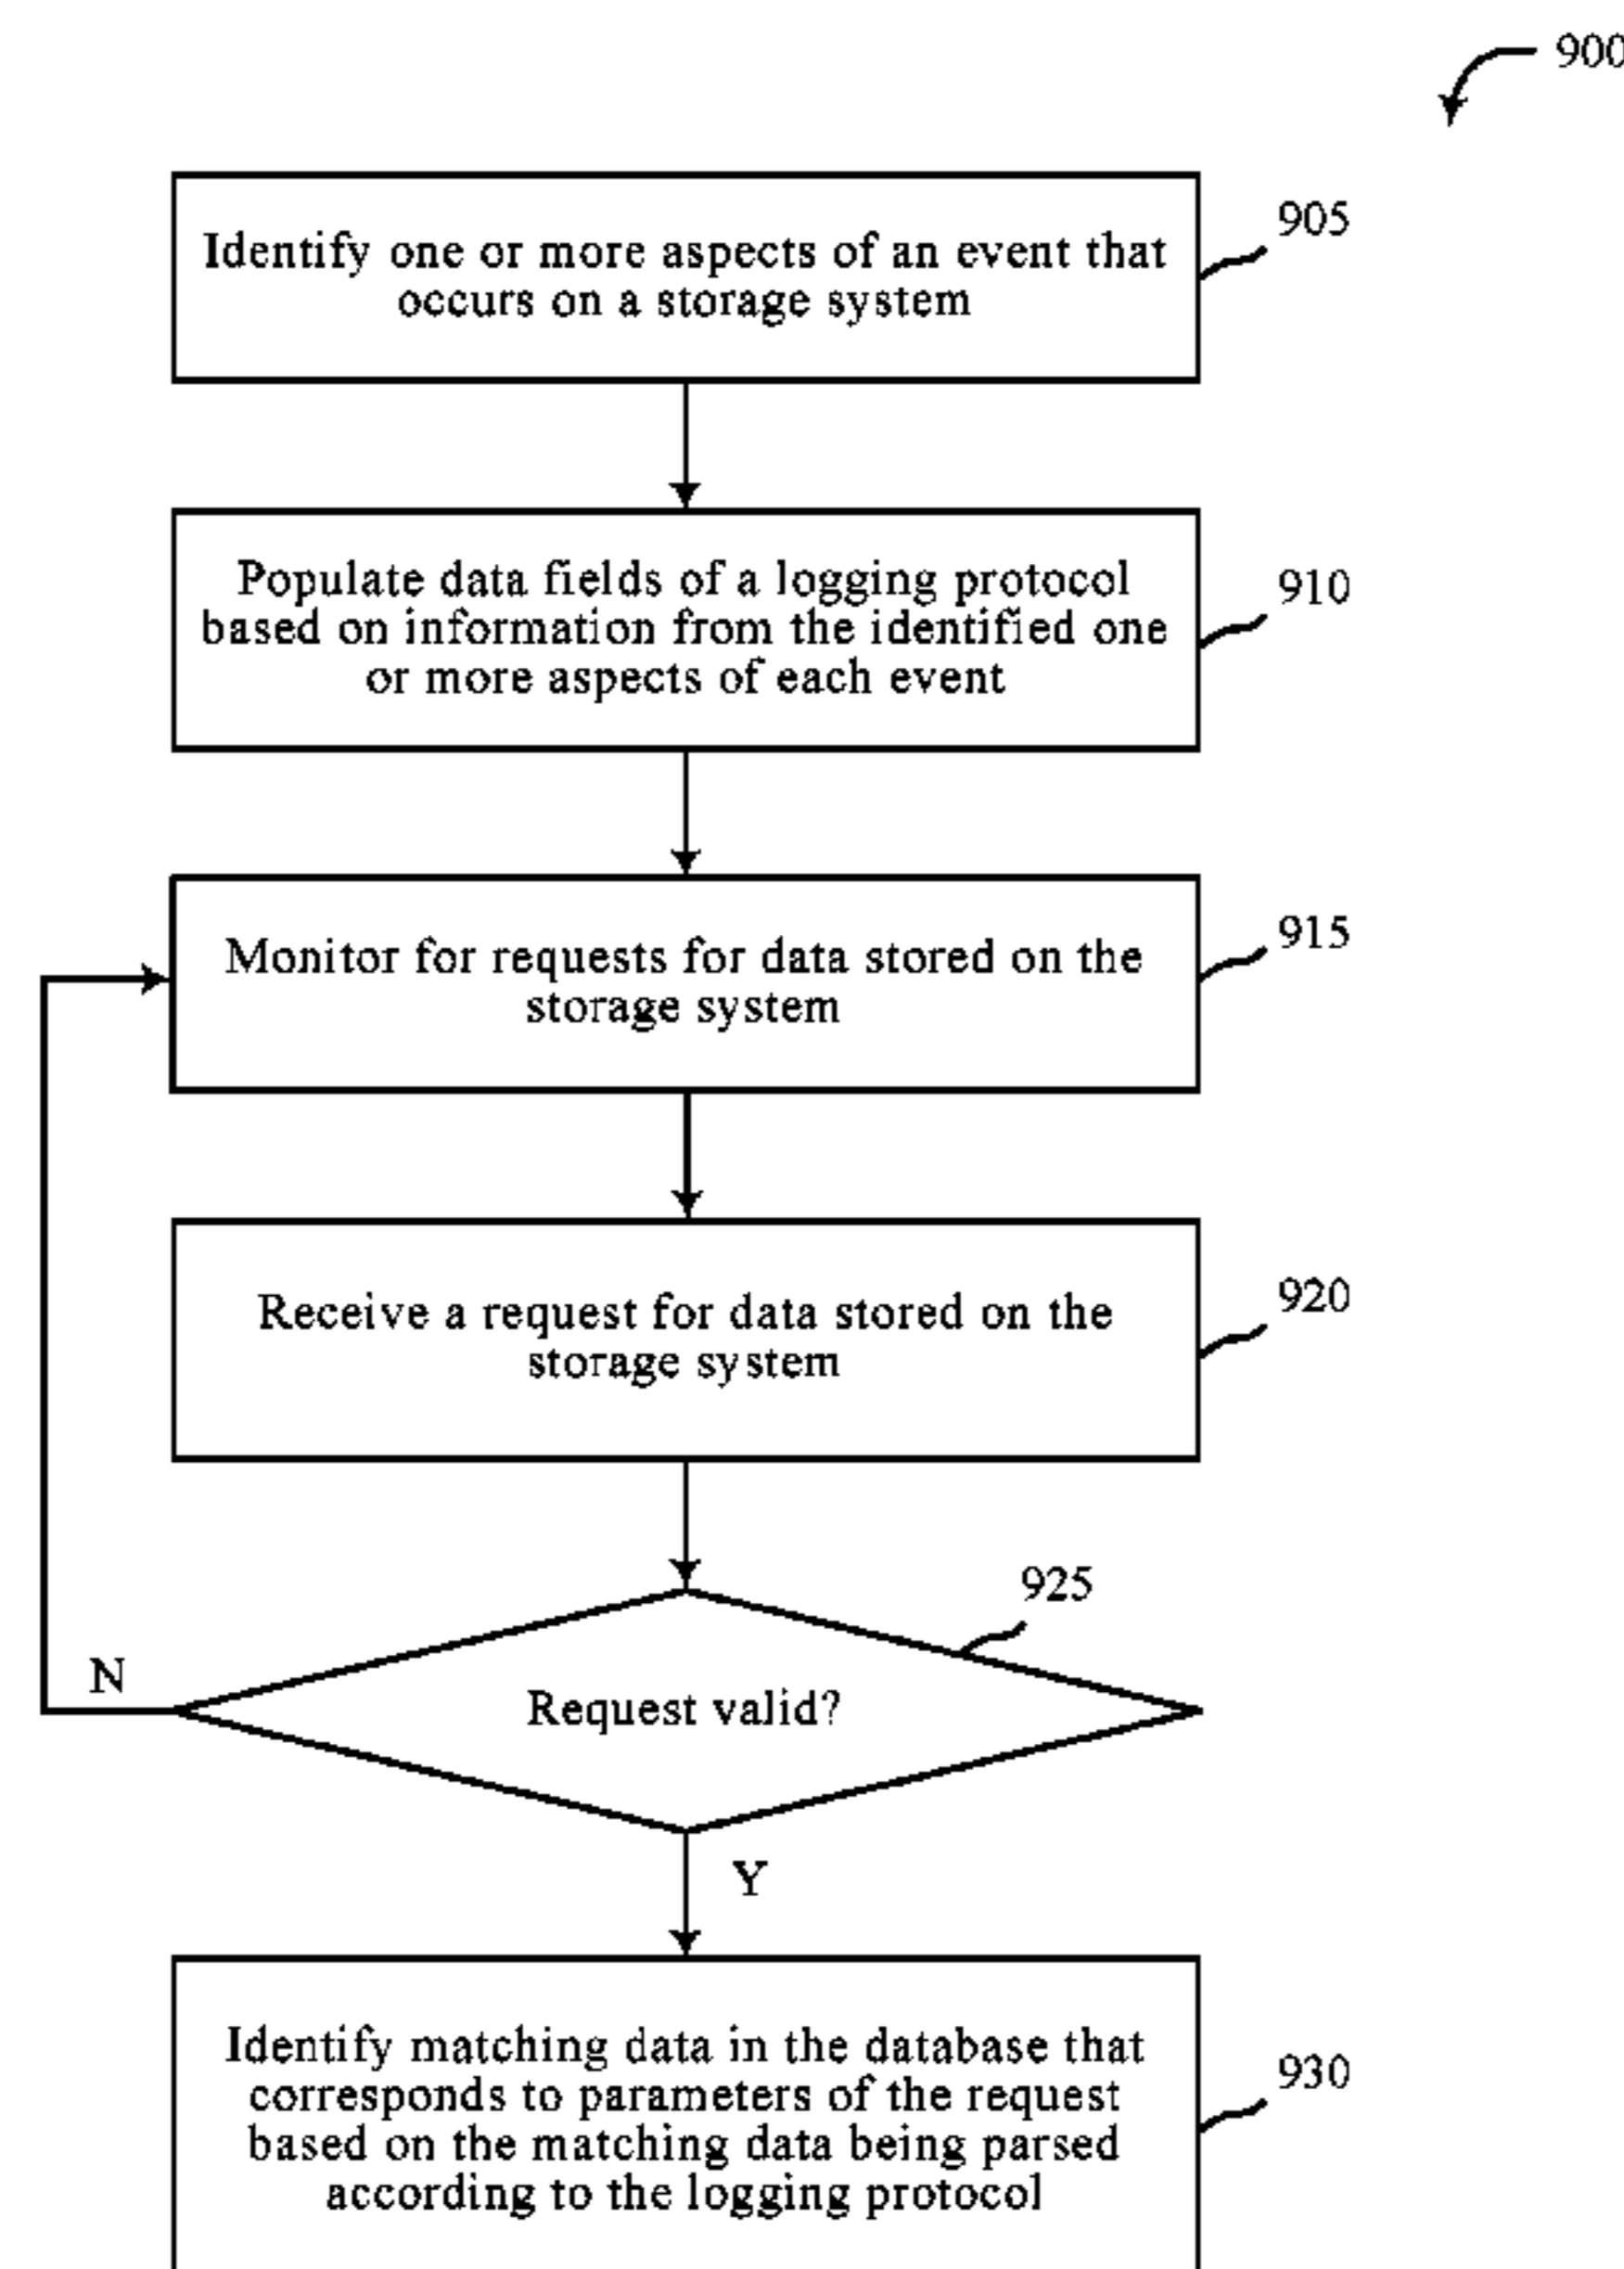 900
Identify one or more aspects of an event that
occurs on a storage system
905
Populate data fields of a logging protocol
based on information from the identified one
or more aspects of each event
910
Monitor for requests for data stored on the
storage system
915
Receive a request for data stored on the
storage system
920
925
N
Request valid?
Y
Identify matching data in the database that
corresponds to parameters of the request
based on the matching data being parsed
according to the logging protocol
930